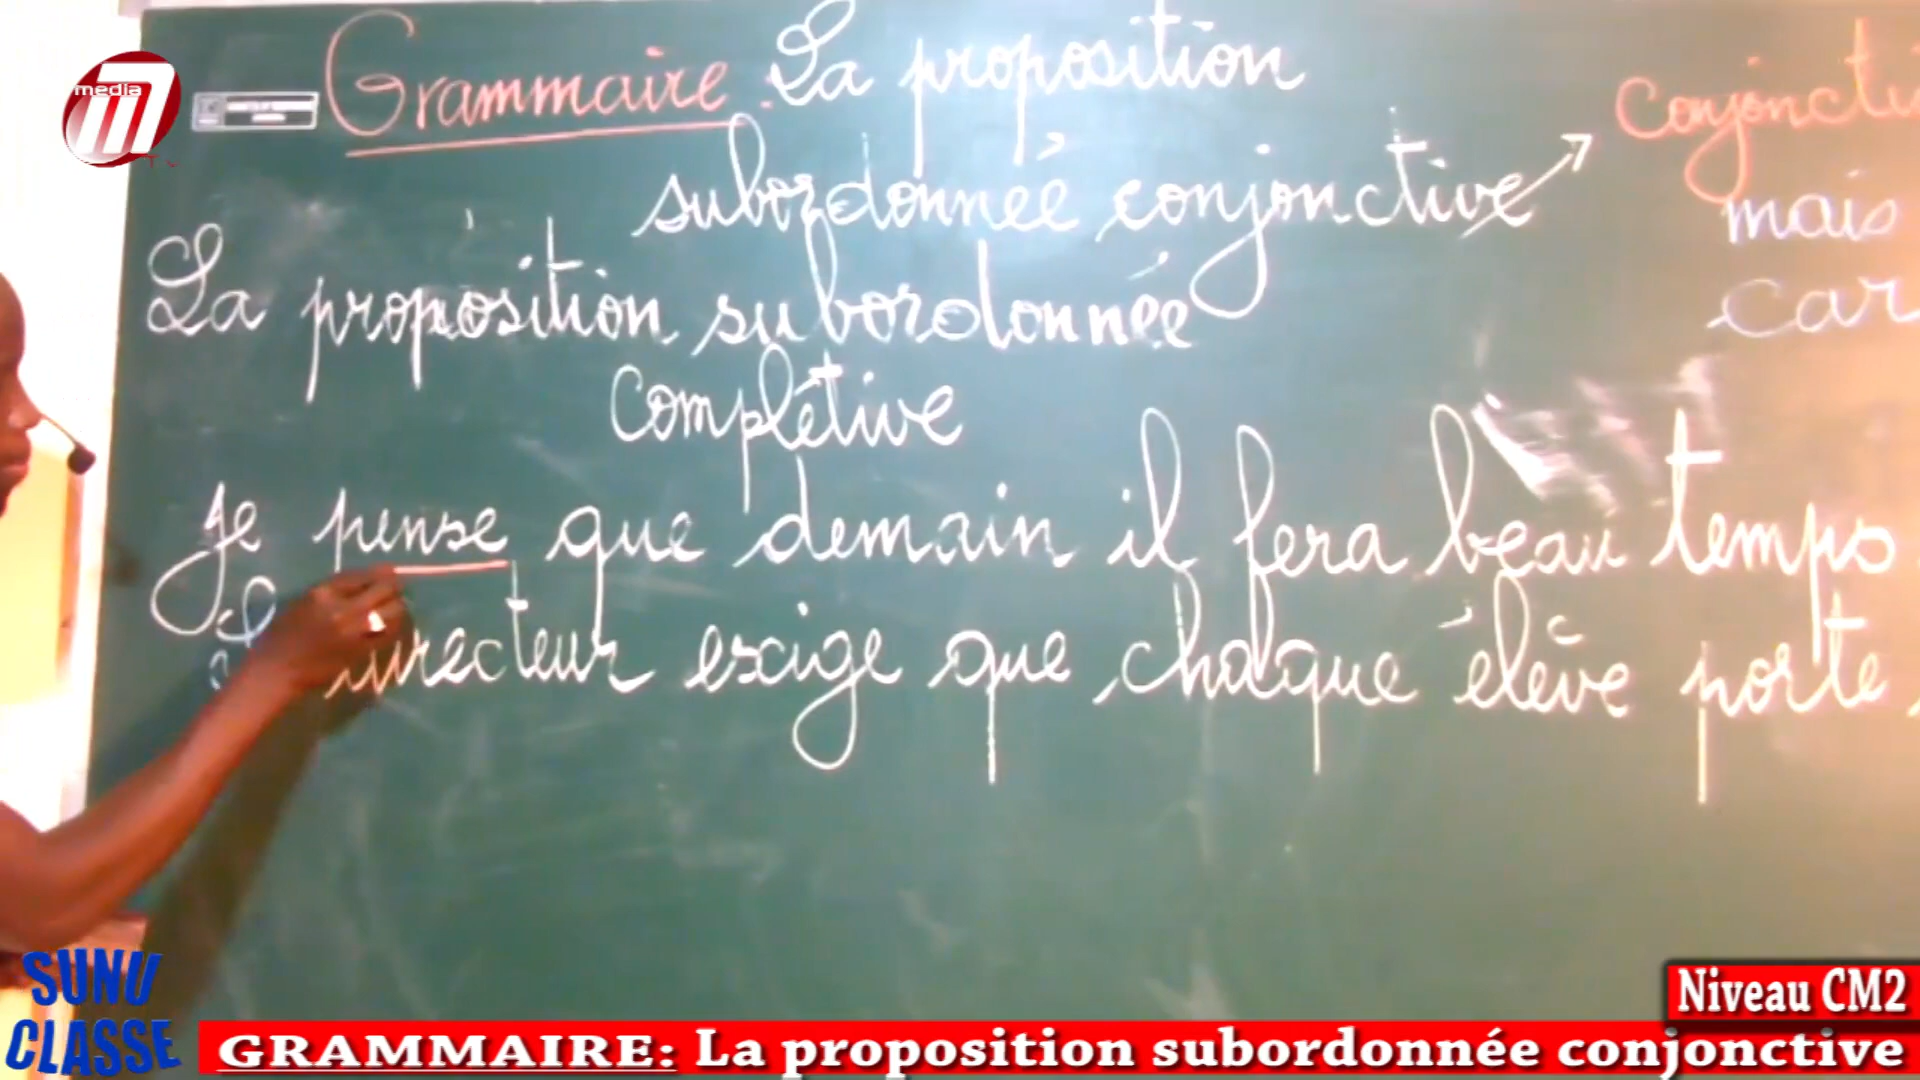 media
Grammaire : La proposition
subordonnée conjonctive
conjoncti
mais
car
La proposition subordonnée
complétive
Je pense que demain il fera beau temps.
directeur exige que chaque élève porte
SUNU
CLASSE
Niveau CM2
GRAMMAIRE: La proposition subordonnée conjonctive